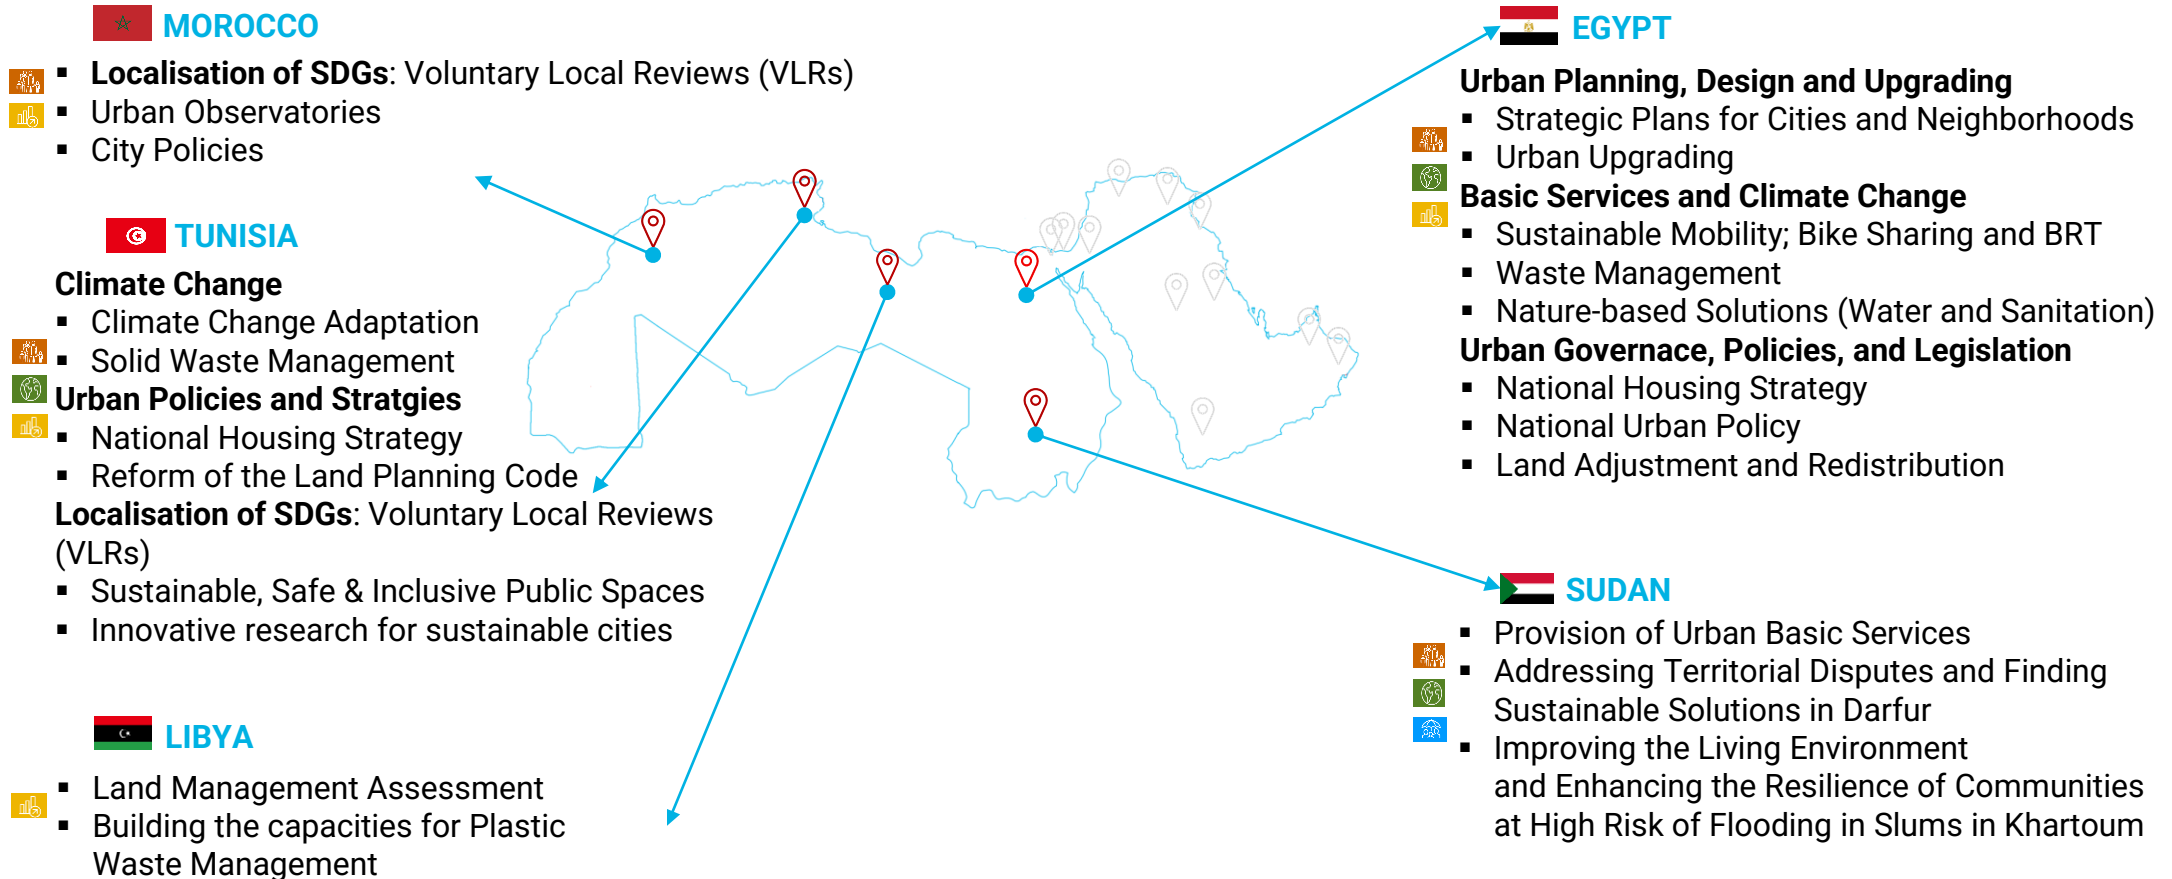 MOROCCO
▪ Localisation of SDGs: Voluntary Local Reviews (VLRs)
▪ Urban Observatories
▪ City Policies
TUNISIA
Climate Change
▪ Climate Change Adaptation
▪ Solid Waste Management
Urban Policies and Stratgies
▪ National Housing Strategy
▪ Reform of the Land Planning Code
Localisation of SDGs: Voluntary Local Reviews
(VLRs)
▪ Sustainable, Safe & Inclusive Public Spaces
▪ Innovative research for sustainable cities
LIBYA
▪ Land Management Assessment
▪ Building the capacities for Plastic
Waste Management
EGYPT
Urban Planning, Design and Upgrading
▪ Strategic Plans for Cities and Neighborhoods
▪ Urban Upgrading
Basic Services and Climate Change
▪ Sustainable Mobility; Bike Sharing and BRT
▪ Waste Management
▪ Nature-based Solutions (Water and Sanitation)
Urban Governace, Policies, and Legislation
▪ National Housing Strategy
▪ National Urban Policy
▪ Land Adjustment and Redistribution
SUDAN
▪ Provision of Urban Basic Services
▪ Addressing Territorial Disputes and Finding
Sustainable Solutions in Darfur
▪ Improving the Living Environment
and Enhancing the Resilience of Communities
at High Risk of Flooding in Slums in Khartoum